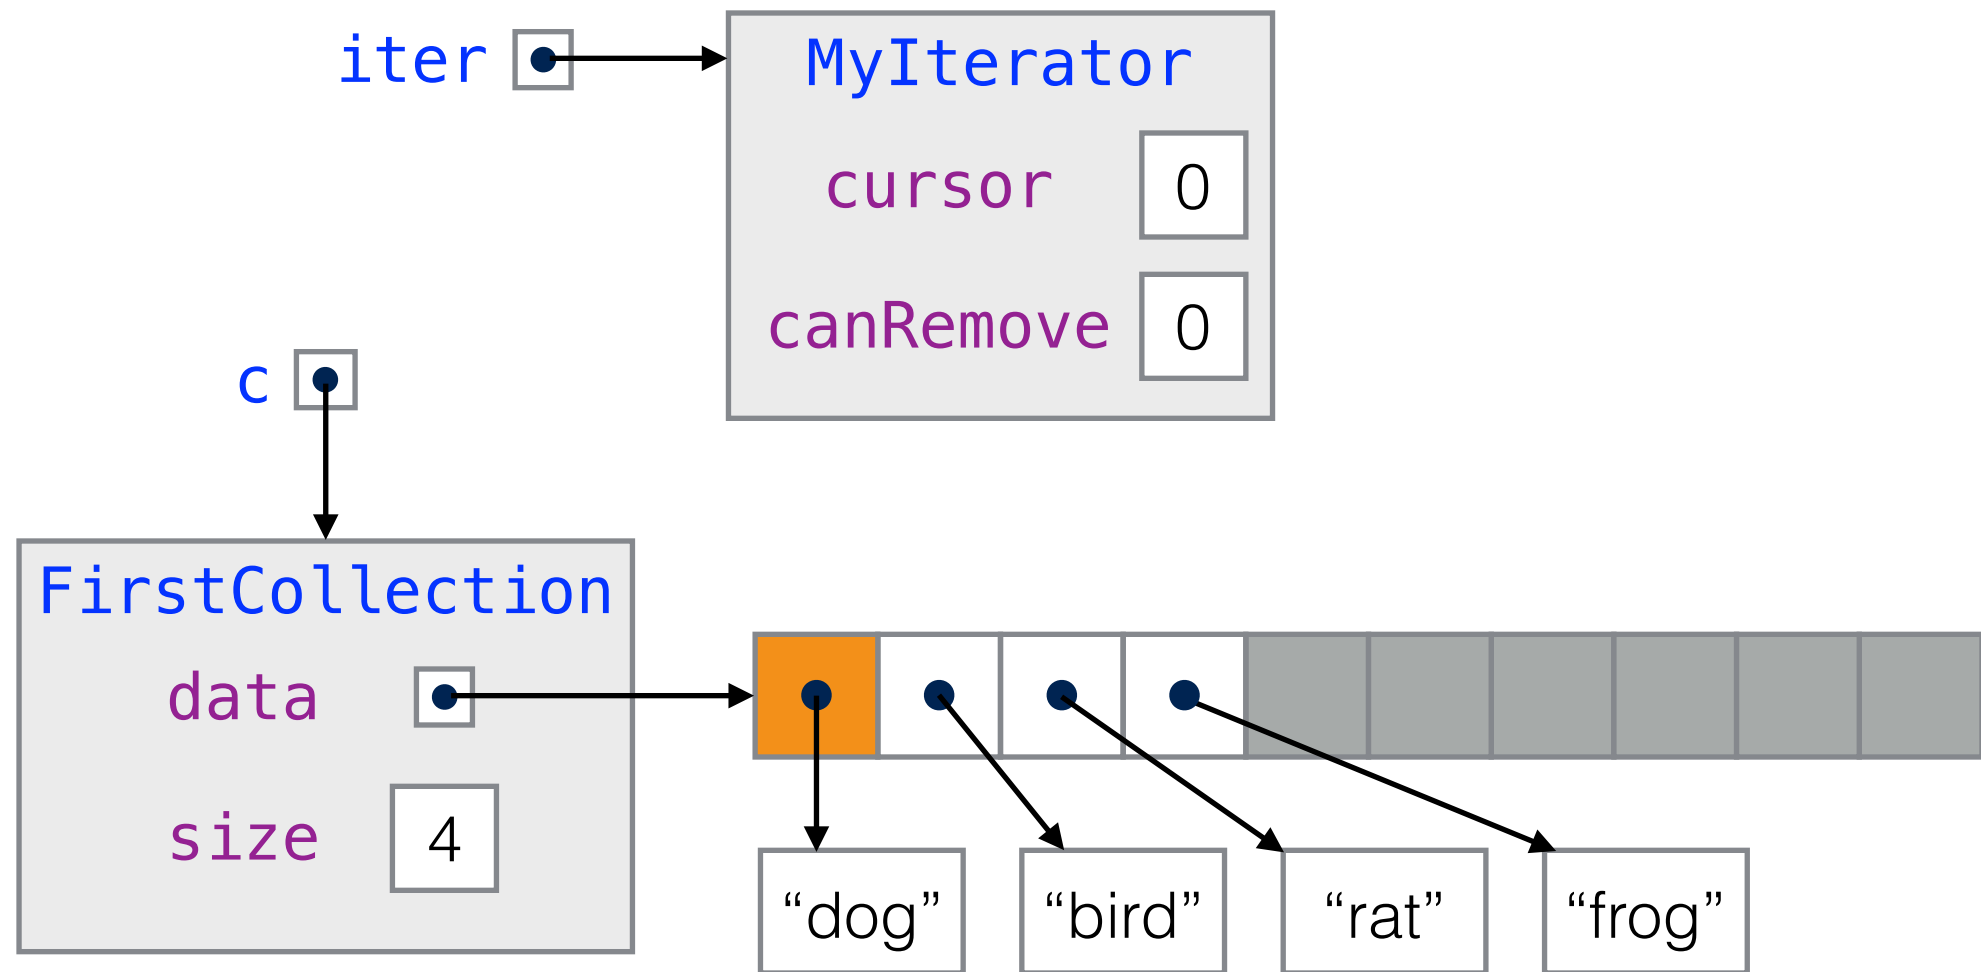 iter
MyIterator
cursor 0
canRemove 0
c
FirstCollection
data
size 4
“dog” “bird” “rat” “frog”